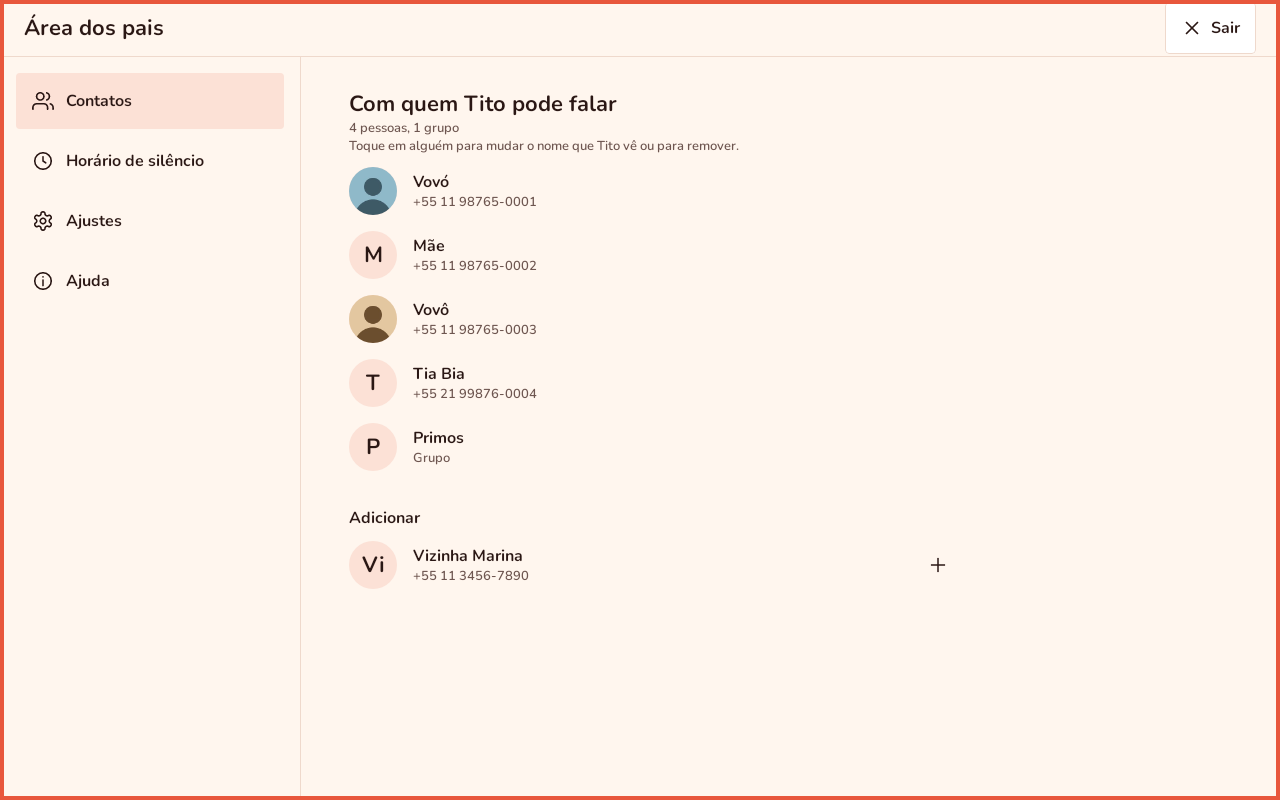 Área dos pais
Sair
Contatos
Horário de silêncio
Ajustes
Ajuda
Com quem Tito pode falar
4 pessoas, 1 grupo
Toque em alguém para mudar o nome que Tito vê ou para remover.
Vovó
+55 11 98765-0001
M
Mãe
+55 11 98765-0002
Vovô
+55 11 98765-0003
T
Tia Bia
+55 21 99876-0004
P
Primos
Grupo
Adicionar
Vi
Vizinha Marina
+55 11 3456-7890